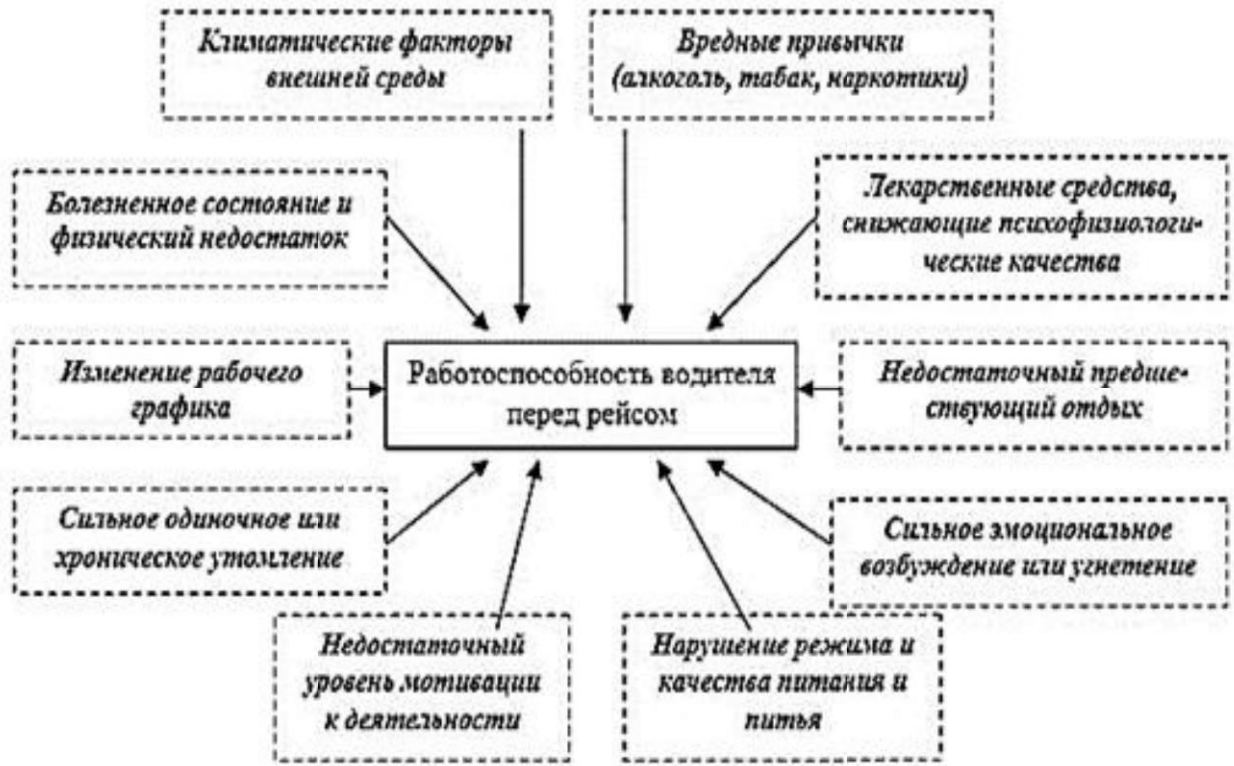 Климатические факторы
внешней среды
Вредные привычки
(алкоголь, табак, наркотики)
Болезненное состояние и
физический недостаток
Лекарственные средства,
снижающие психофизиологи-
ческие качества
Изменение рабочего
графика
Работоспособность водителя
перед рейсом
Недостаточный предше-
ствующий отдых
Сильное одиночное или
хроническое утомление
Сильное эмоциональное
возбуждение или угнетение
Недостаточный
уровень мотивации
к деятельности
Нарушение режима и
качества питания и
питья